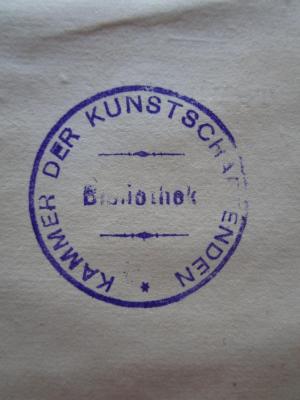 KAMMER DER KUNSTSCHAFFENDEN
Bibliothek
*